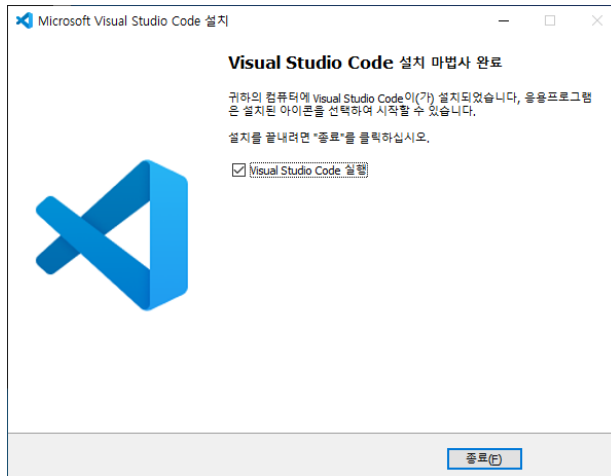 Microsoft Visual Studio Code 설치
Visual Studio Code 설치 마법사 완료
귀하의 컴퓨터에 Visual Studio Code이(가) 설치되었습니다, 응용프로그램
은 설치된 아이콘을 선택하여 시작할 수 있습니다.
설치를 끝내려면 "종료"를 클릭하십시오.
Visual Studio Code 실행
종료(F)